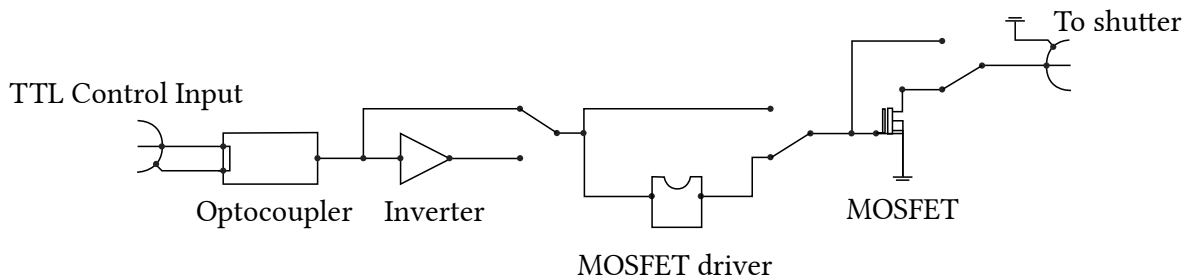 To shutter
TTL Control Input
Optocoupler
Inverter
MOSFET
MOSFET driver